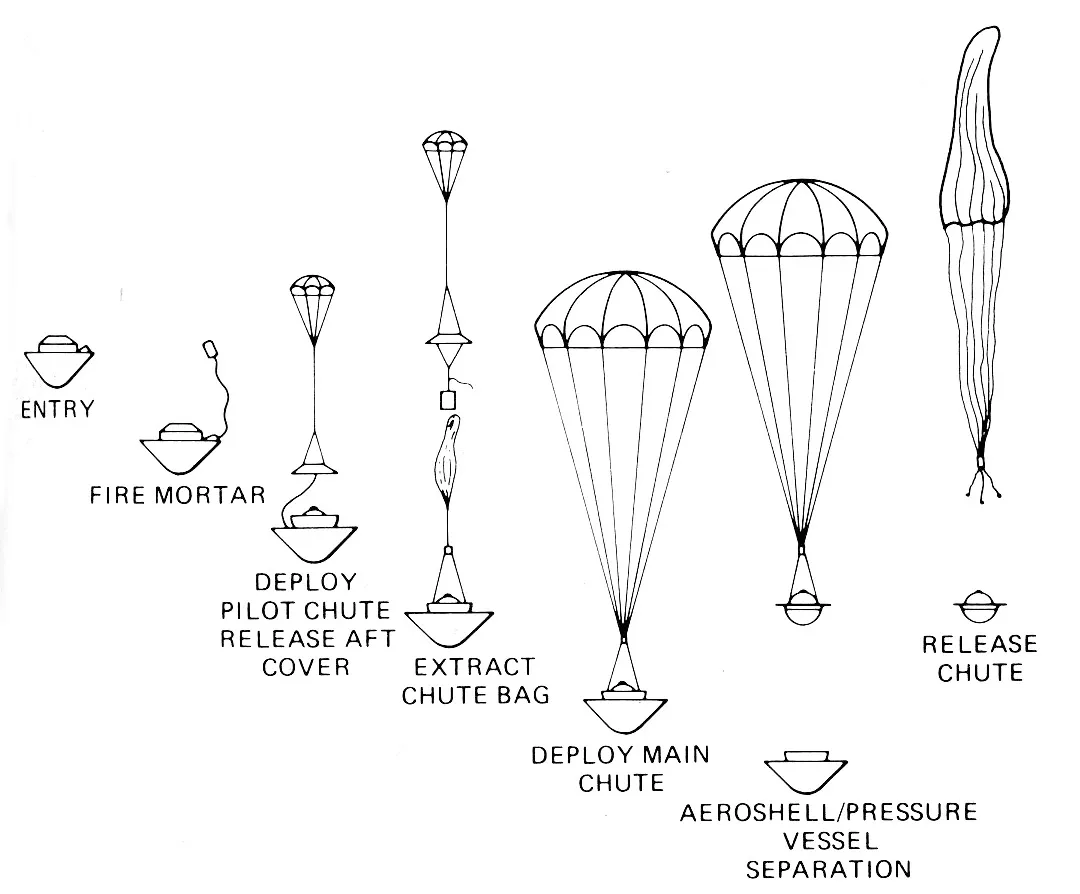 ENTRY
FIRE MORTAR
DEPLOY
PILOT CHUTE
RELEASE AFT
COVER
EXTRACT
CHUTE BAG
DEPLOY MAIN
CHUTE
AEROSHELL/PRESSURE
VESSEL
SEPARATION
RELEASE
CHUTE